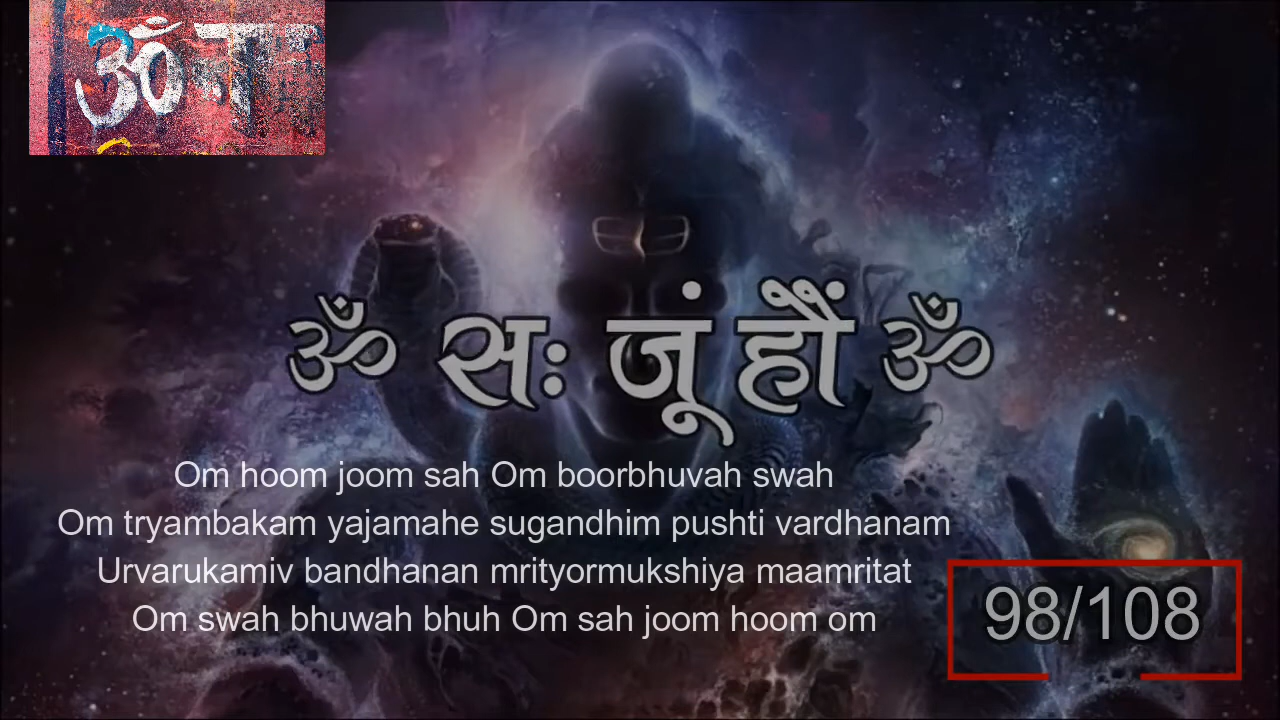 ॐ न
ॐ सः जूं हौं ॐ
Om hoom joom sah Om boorbhuvah swah
Om tryambakam yajamahe sugandhim pushti vardhanam
Urvarukamiv bandhanan mrityormukshiya maamritat
Om swah bhuwah bhuh Om sah joom hoom om
98/108